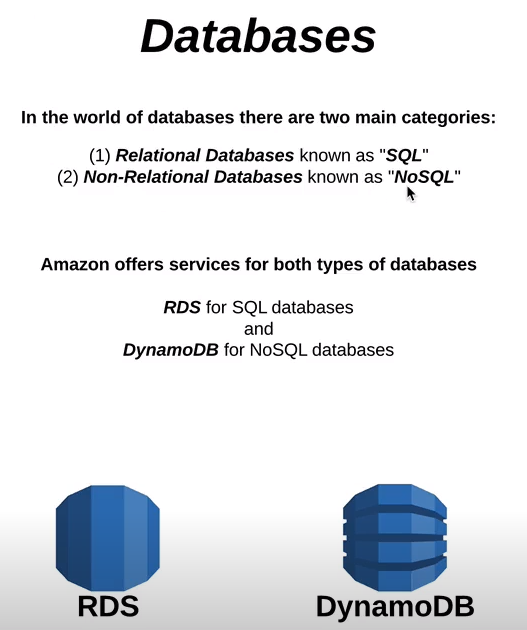 Databases
In the world of databases there are two main categories:
(1) Relational Databases known as "SQL"
(2) Non-Relational Databases known as "NoSQL"
Amazon offers services for both types of databases
RDS for SQL databases
and
DynamoDB for NoSQL databases
RDS
DynamoDB